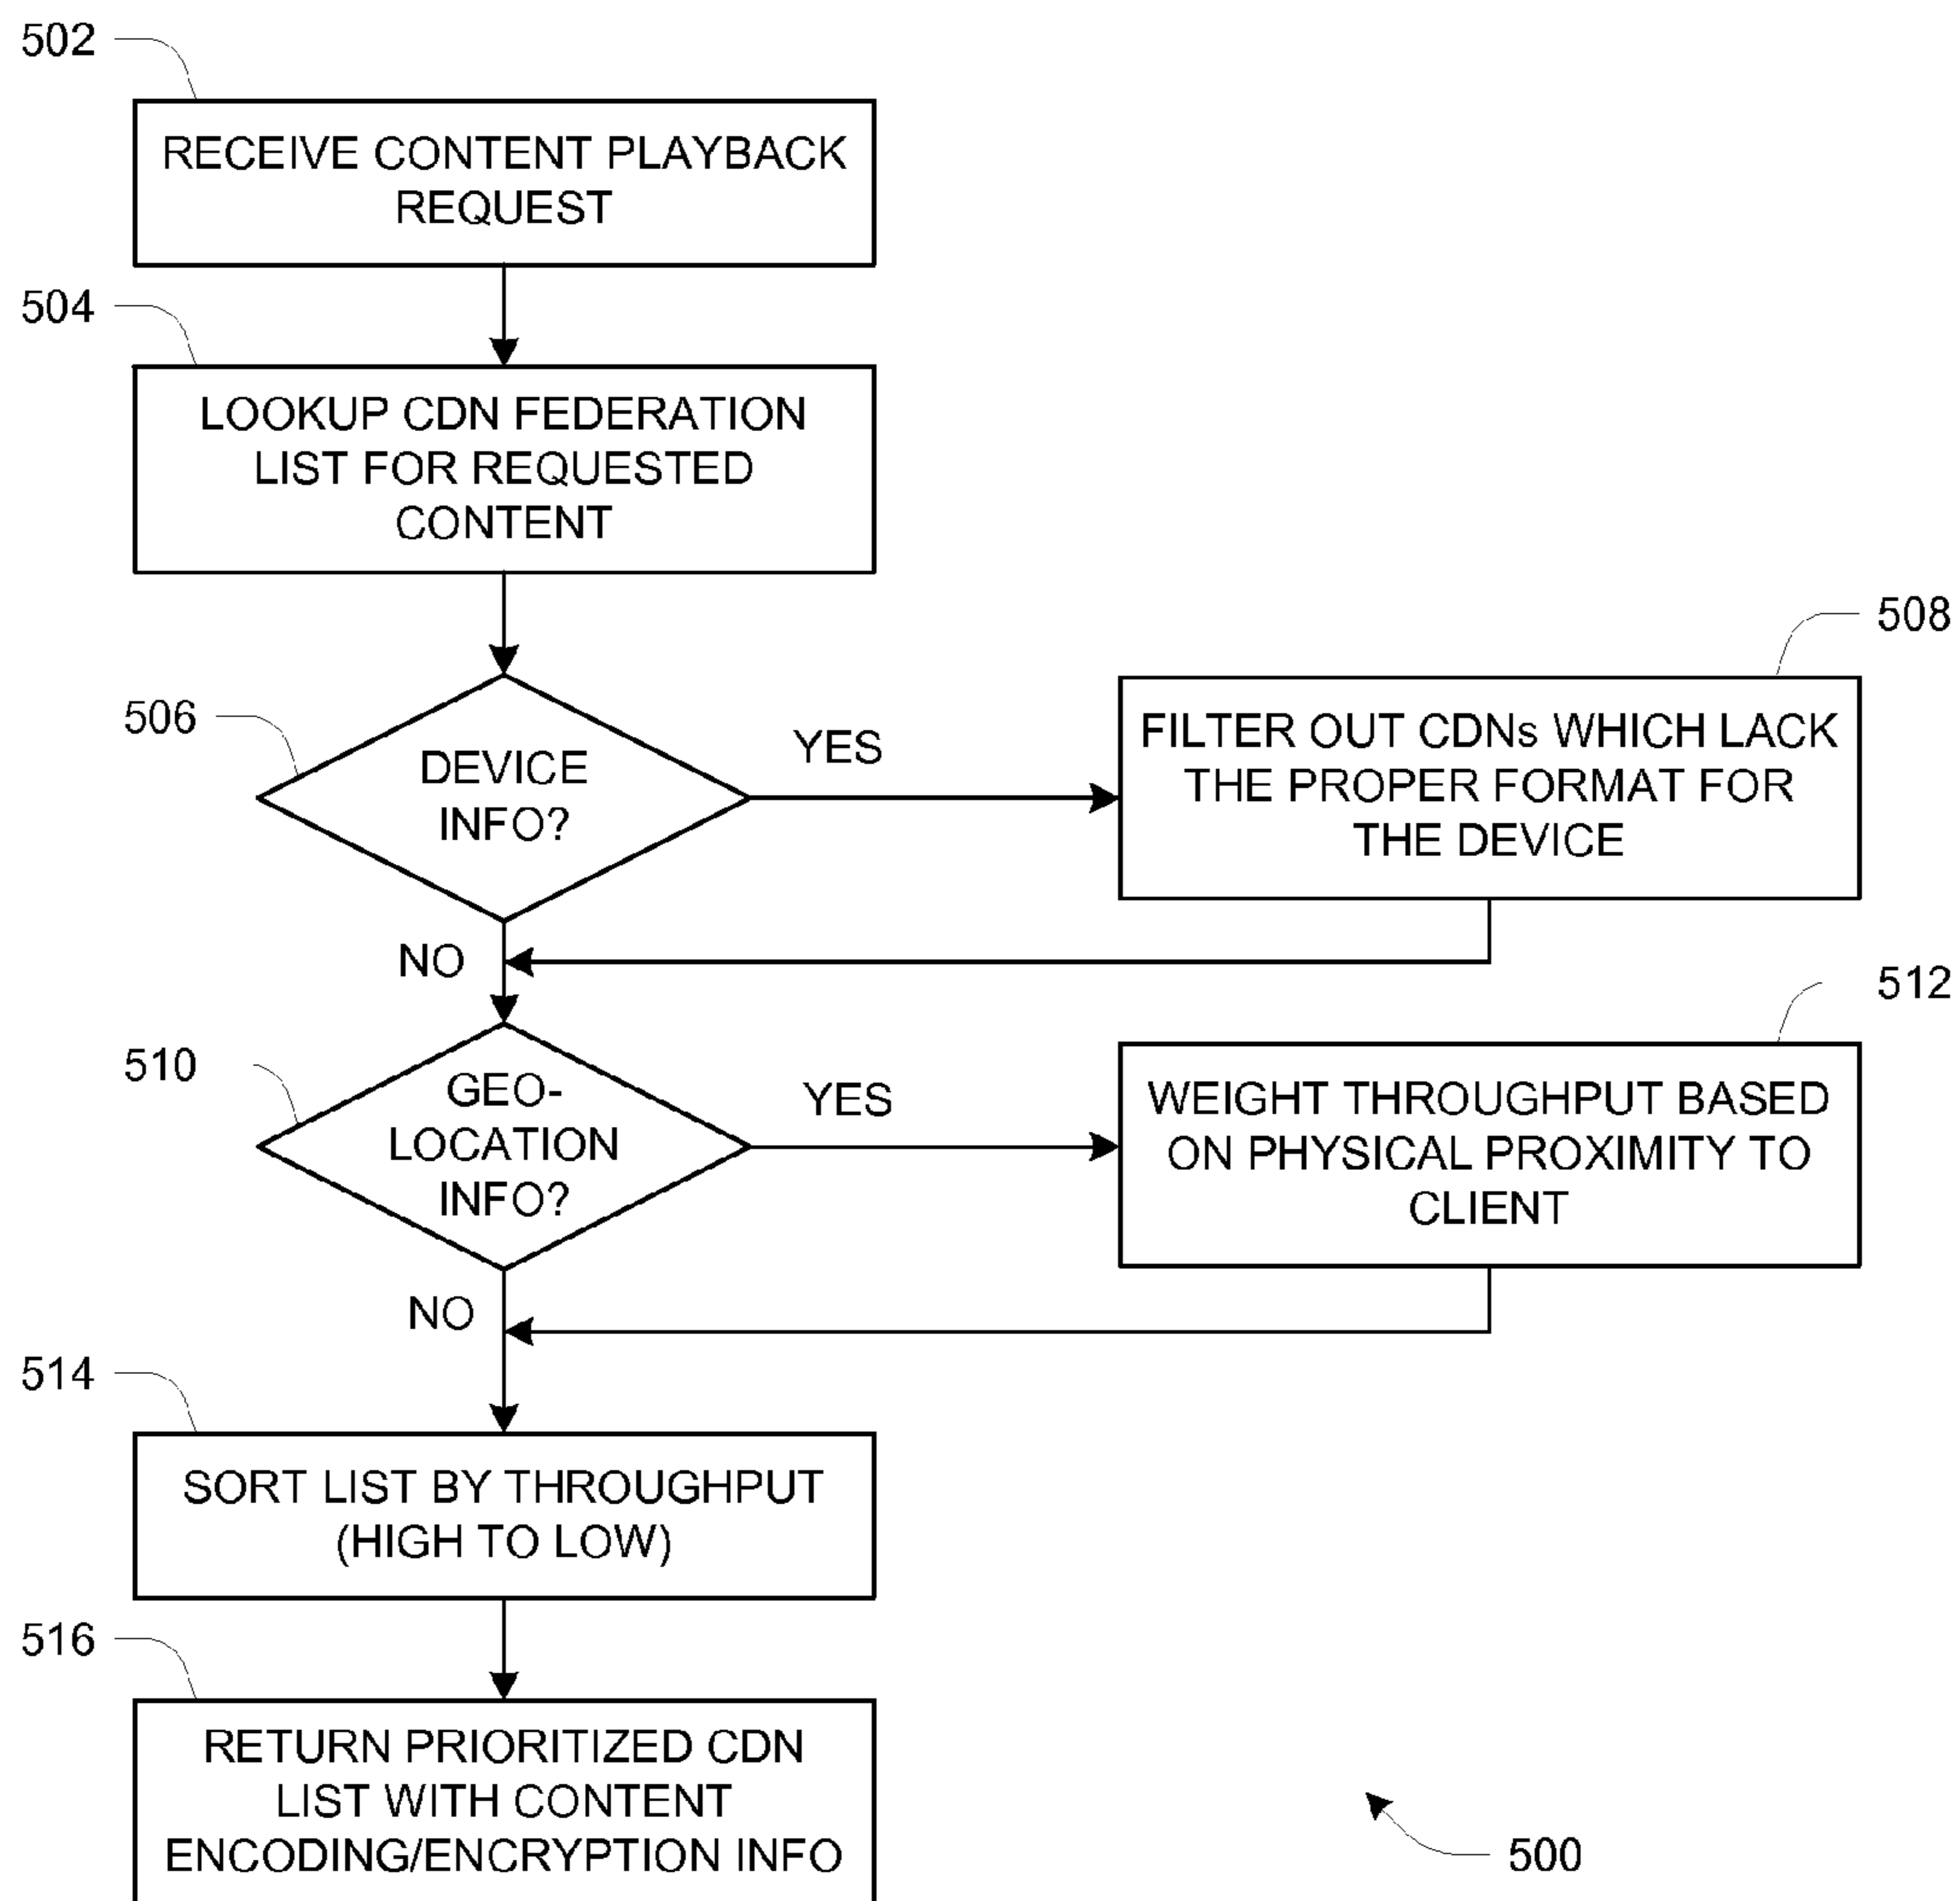 502
RECEIVE CONTENT PLAYBACK
REQUEST
504
LOOKUP CDN FEDERATION
LIST FOR REQUESTED
CONTENT
506
DEVICE
INFO?
YES
508
FILTER OUT CDNs WHICH LACK
THE PROPER FORMAT FOR
THE DEVICE
NO
510
GEO-
LOCATION
INFO?
YES
512
WEIGHT THROUGHPUT BASED
ON PHYSICAL PROXIMITY TO
CLIENT
NO
514
SORT LIST BY THROUGHPUT
(HIGH TO LOW)
516
RETURN PRIORITIZED CDN
LIST WITH CONTENT
ENCODING/ENCRYPTION INFO
500